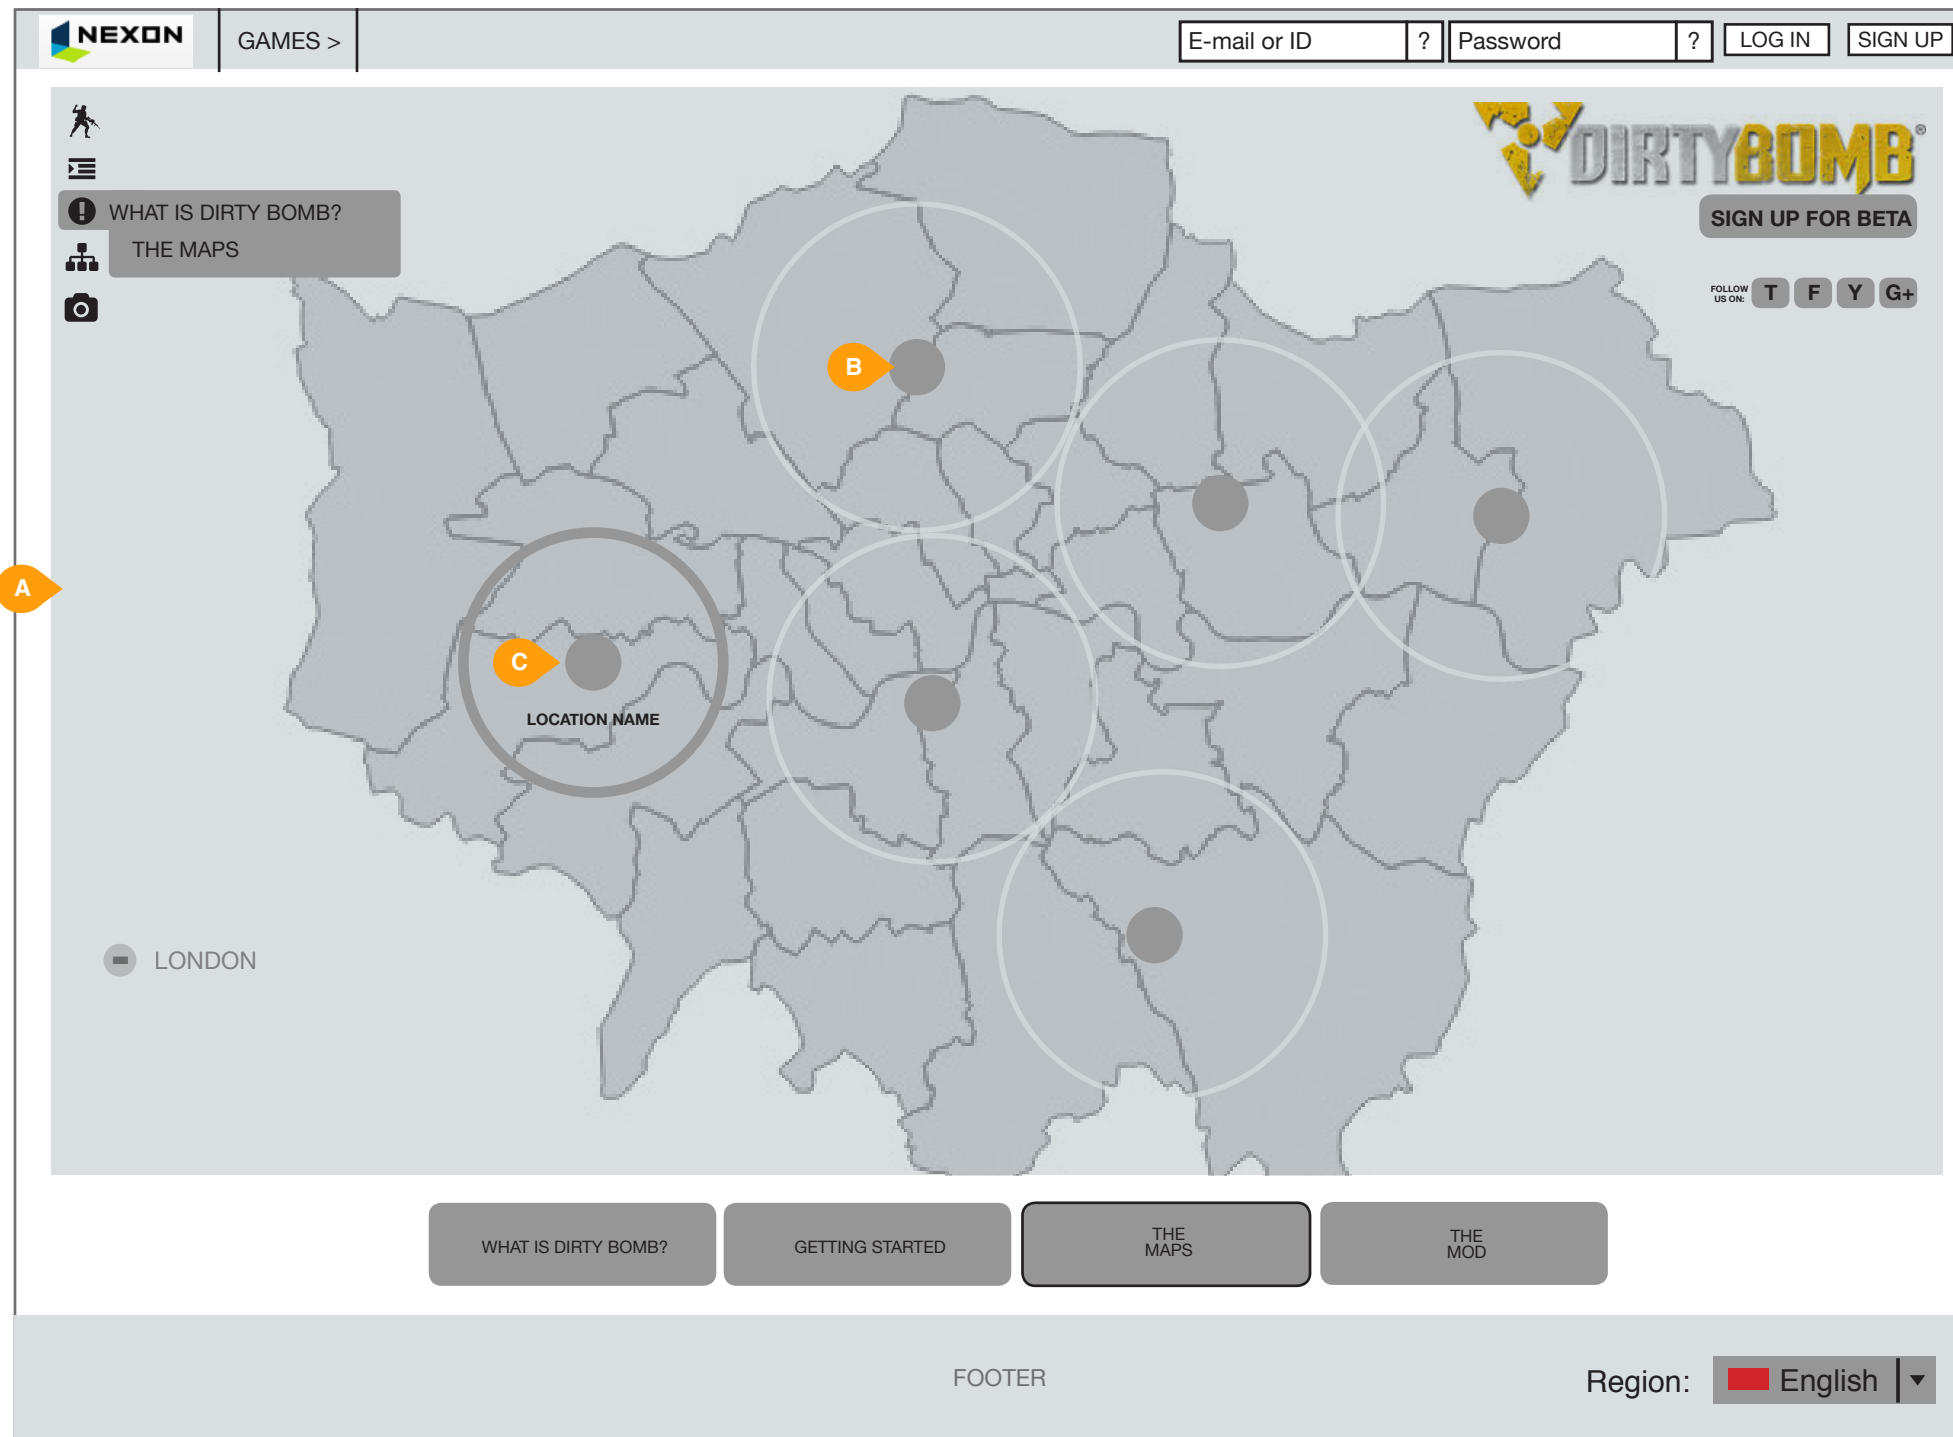 NEXON
GAMES >
E-mail or ID
?
Password
?
LOG IN
SIGN UP
DIRTYBOMB®
WHAT IS DIRTY BOMB?
THE MAPS
SIGN UP FOR BETA
FOLLOW
US ON:
T
F
Y
G+
B
A
C
LOCATION NAME
LONDON
WHAT IS DIRTY BOMB?
GETTING STARTED
THE
MAPS
THE
MOD
FOOTER
Region:
English